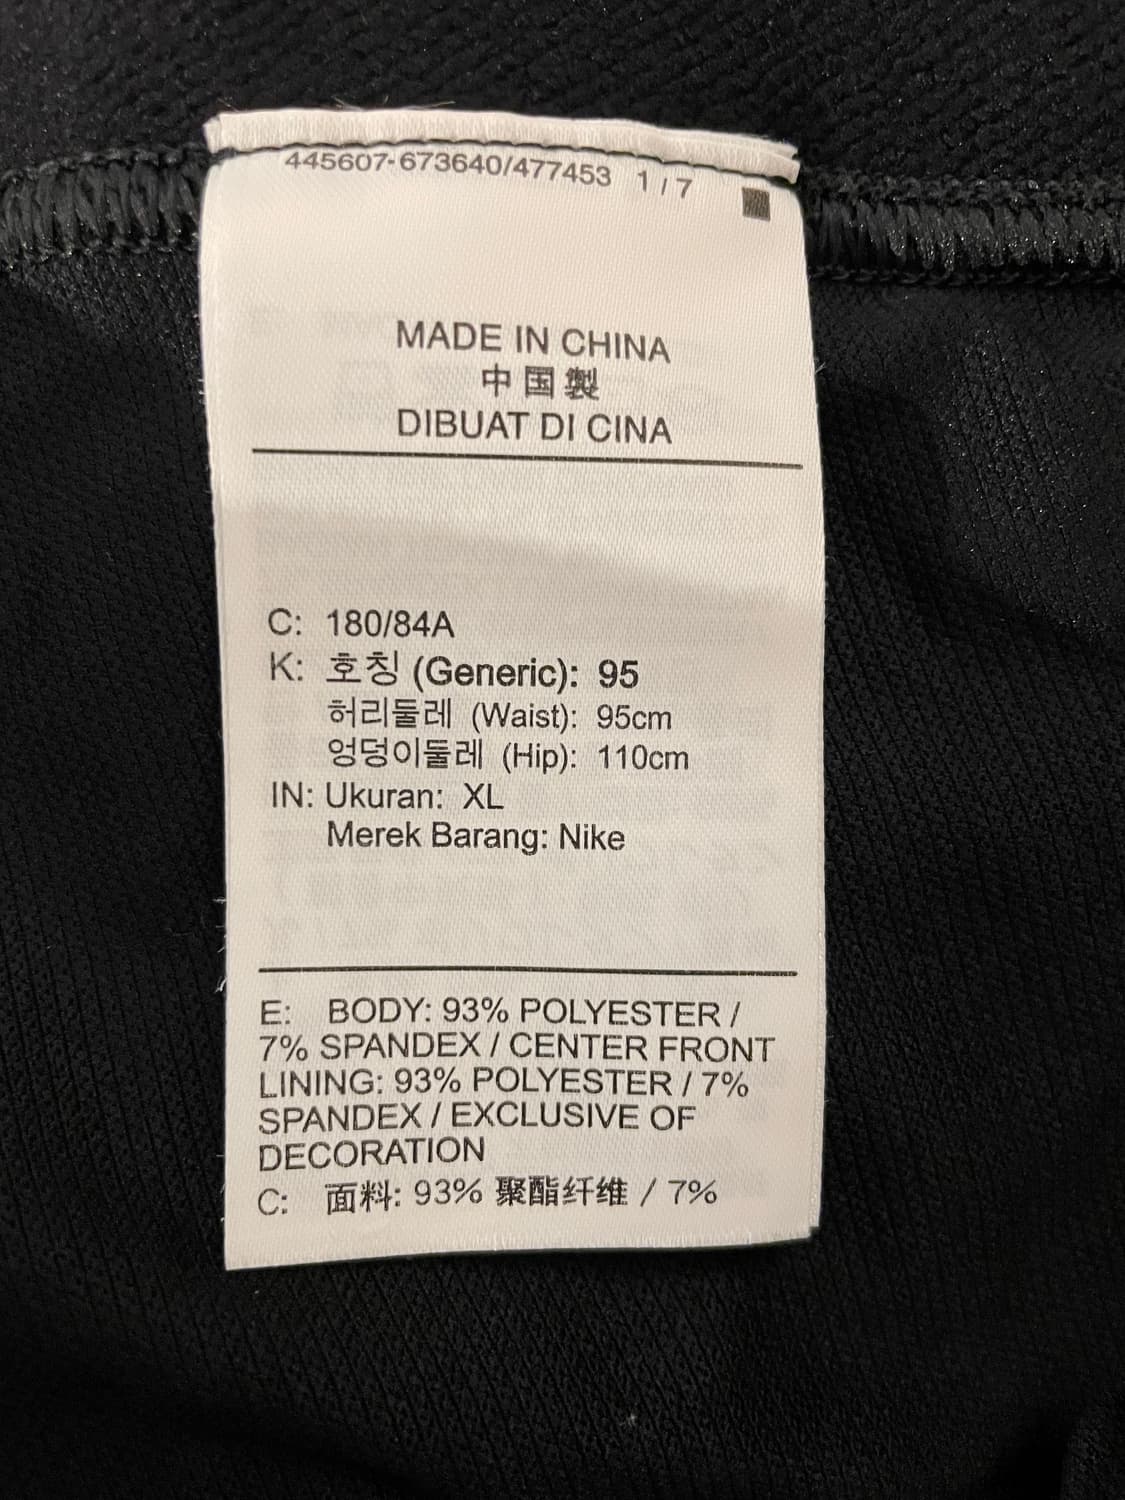 445607-673640/477453 1/7
MADE IN CHINA
中国製
DIBUAT DI CINA
C: 180/84A
K: 호칭 (Generic): 95
허리둘레 (Waist): 95cm
엉덩이둘레 (Hip): 110cm
IN: Ukuran: XL
Merek Barang: Nike
E: BODY: 93% POLYESTER /
7% SPANDEX / CENTER FRONT
LINING: 93% POLYESTER / 7%
SPANDEX / EXCLUSIVE OF
DECORATION
C: 面料: 93% 聚酯纤维 / 7%